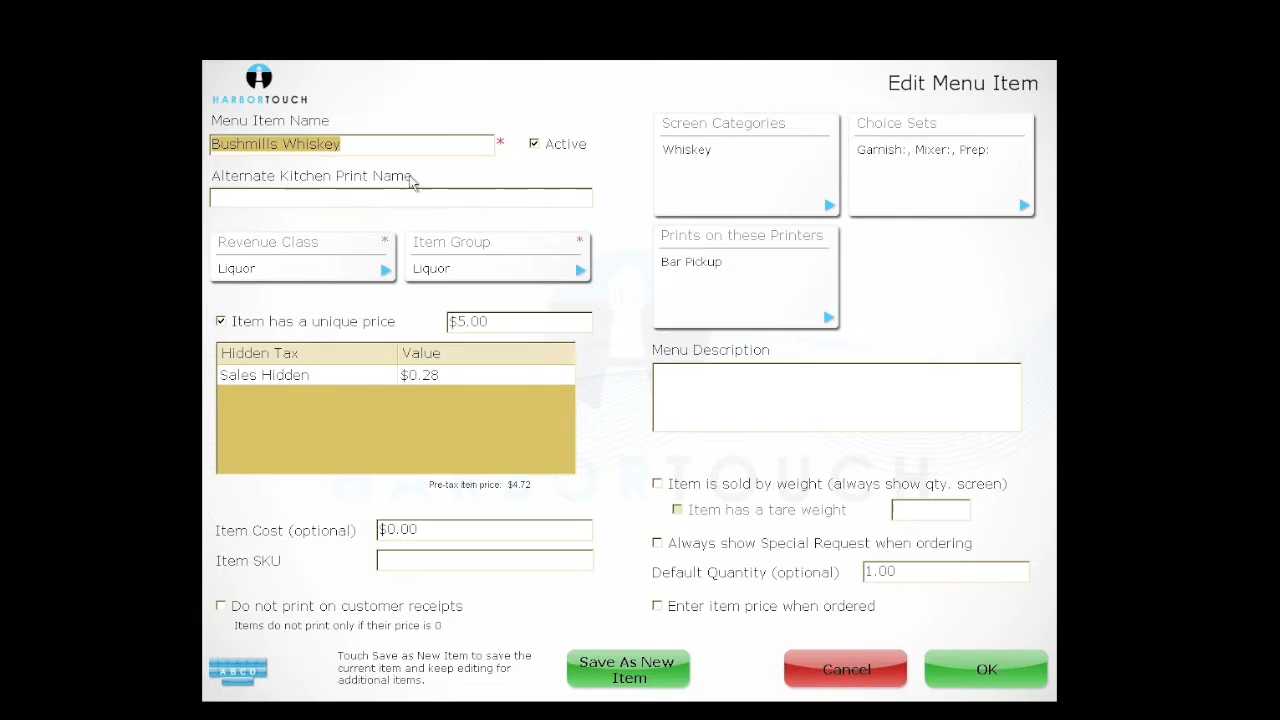 HARBORTOUCH
Edit Menu Item
Menu Item Name
Bushmills Whiskey *
Active
Alternate Kitchen Print Name
Revenue Class *
Liquor
Item Group *
Liquor
Item has a unique price
$5.00
Hidden Tax Value
Sales Hidden $0.28
Pre-tax item price: $4.72
Item Cost (optional)
$0.00
Item SKU
Do not print on customer receipts
Items do not print only if their price is 0
Screen Categories
Whiskey
Choice Sets
Garnish:, Mixer:, Prep:
Prints on these Printers
Bar Pickup
Menu Description
Item is sold by weight (always show qty. screen)
Item has a tare weight
Always show Special Request when ordering
Default Quantity (optional)
1.00
Enter item price when ordered
HARBORTOUCH
ABCD
Touch Save as New Item to save the
current item and keep editing for
additional items.
Save As New
Item
Cancel
OK